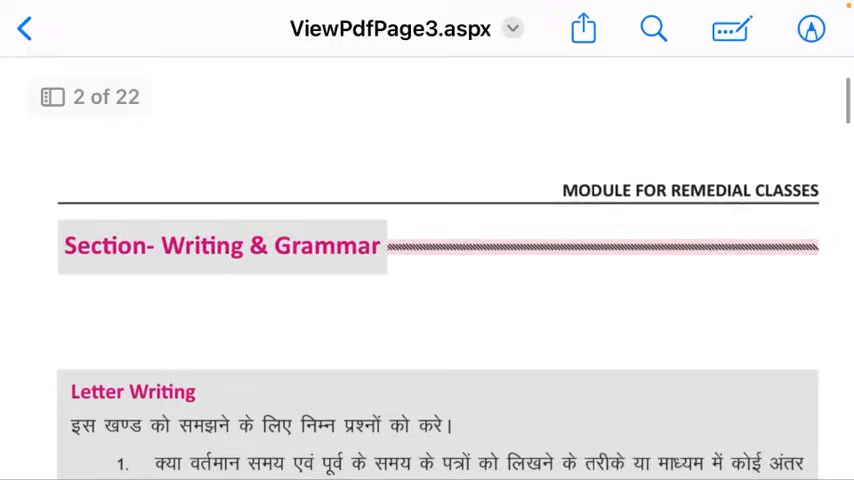 ViewPdfPage3.aspx
2 of 22
MODULE FOR REMEDIAL CLASSES
Section- Writing & Grammar
Letter Writing
इस खण्ड को समझने के लिए निम्न प्रश्नों को करे।
1. क्या वर्तमान समय एवं पूर्व के समय के पत्रों को लिखने के तरीके या माध्यम में कोई अंतर